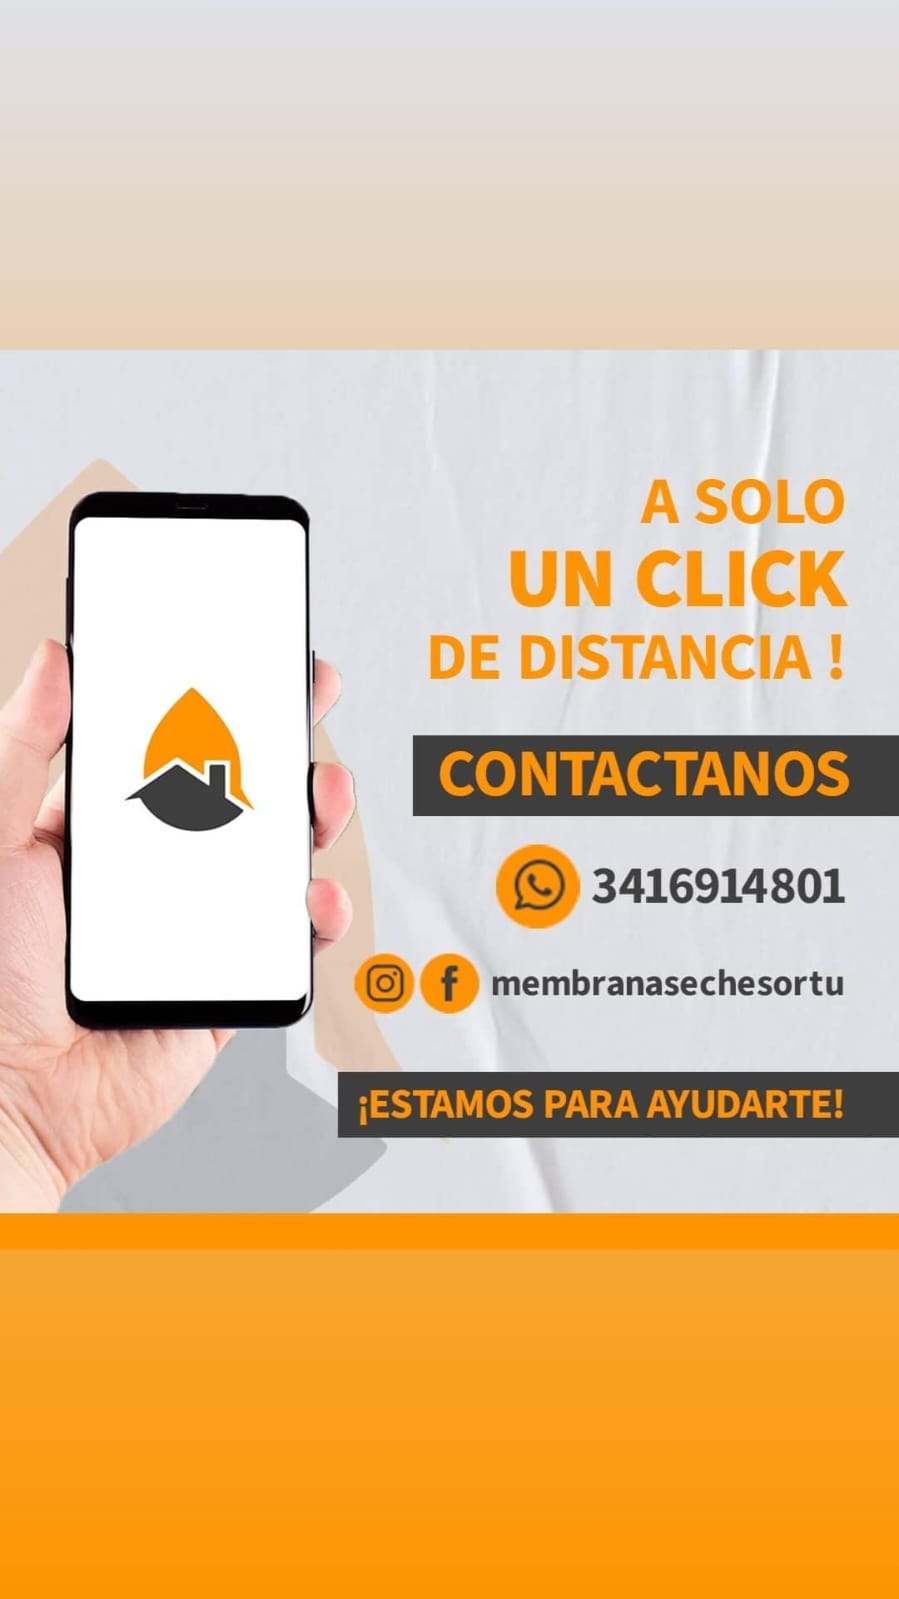 A SOLO
UN CLICK
DE DISTANCIA !
CONTACTANOS
3416914801
membranasechesortu
¡ESTAMOS PARA AYUDARTE!